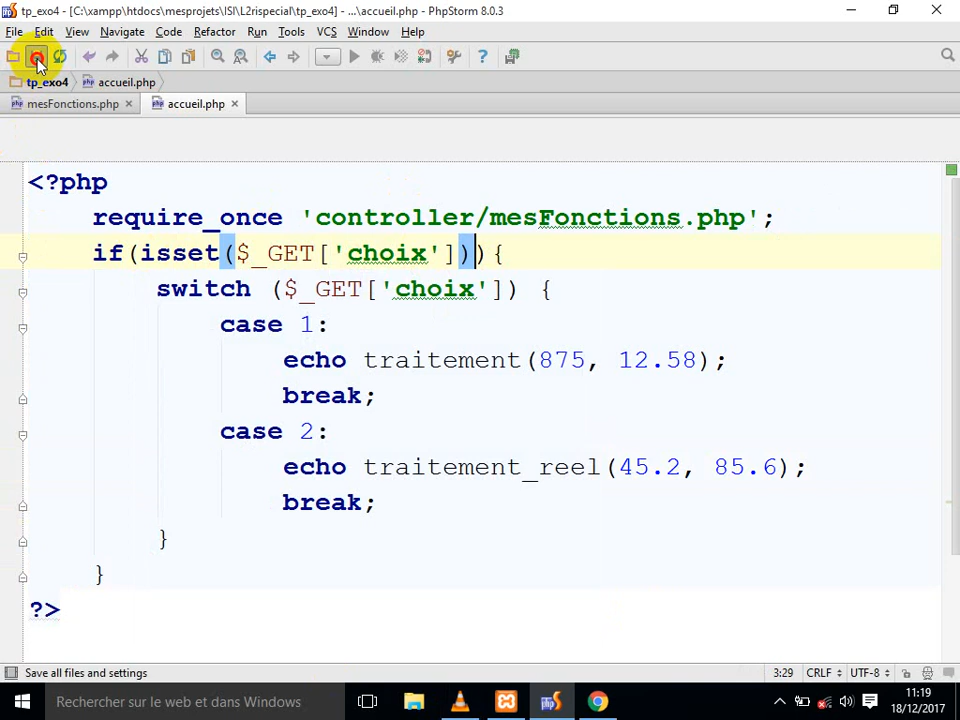 tp_exo4 - [C:\xampp\htdocs\mesprojets\ISI\L2rispecial\tp_exo4] - ...\accueil.php - PhpStorm 8.0.3
File Edit View Navigate Code Refactor Run Tools VCS Window Help
tp_exo4 accueil.php
mesFonctions.php accueil.php
<?php
require_once 'controller/mesFonctions.php';
if(isset($_GET['choix'])){
switch ($_GET['choix']) {
case 1:
echo traitement(875, 12.58);
break;
case 2:
echo traitement_reel(45.2, 85.6);
break;
}
}
?>
Save all files and settings 3:29 CRLF UTF-8
Rechercher sur le web et dans Windows
11:19
18/12/2017